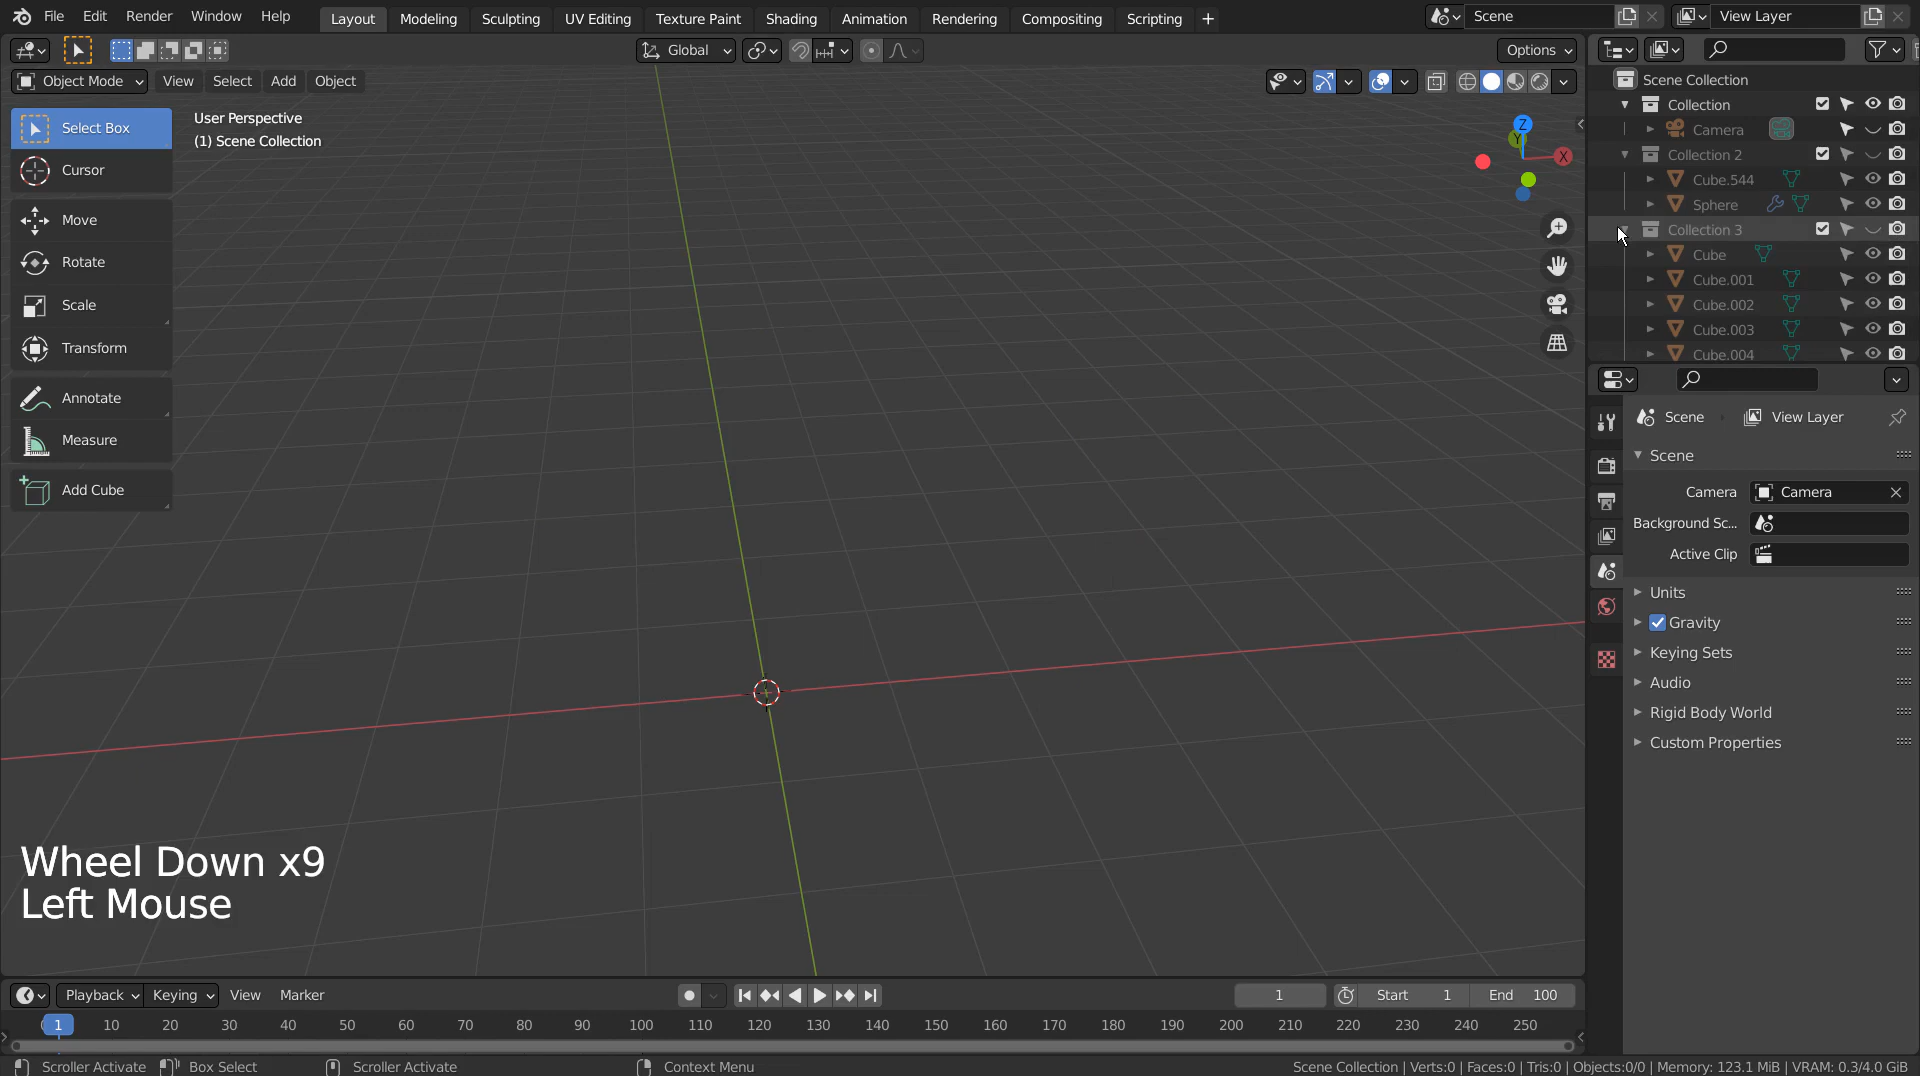 File Edit Render Window Help Layout Modeling Sculpting UV Editing Texture Paint Shading Animation Rendering Compositing Scripting + Scene View Layer
Global Options
Object Mode View Select Add Object
Scene Collection
Collection
Camera
Collection 2
Cube.544
Sphere
Collection 3
Cube
Cube.001
Cube.002
Cube.003
Cube.004
Select Box
Cursor
Move
Rotate
Scale
Transform
Annotate
Measure
Add Cube
User Perspective
(1) Scene Collection
Z
Y
X
Scene View Layer
Scene
Camera Camera
Background Sc...
Active Clip
Units
Gravity
Keying Sets
Audio
Rigid Body World
Custom Properties
Wheel Down x9
Left Mouse
Playback Keying View Marker 1 Start 1 End 100
1 10 20 30 40 50 60 70 80 90 100 110 120 130 140 150 160 170 180 190 200 210 220 230 240 250
Scroller Activate Box Select Scroller Activate Context Menu Scene Collection | Verts:0 | Faces:0 | Tris:0 | Objects:0/0 | Memory: 123.1 MiB | VRAM: 0.3/4.0 GiB